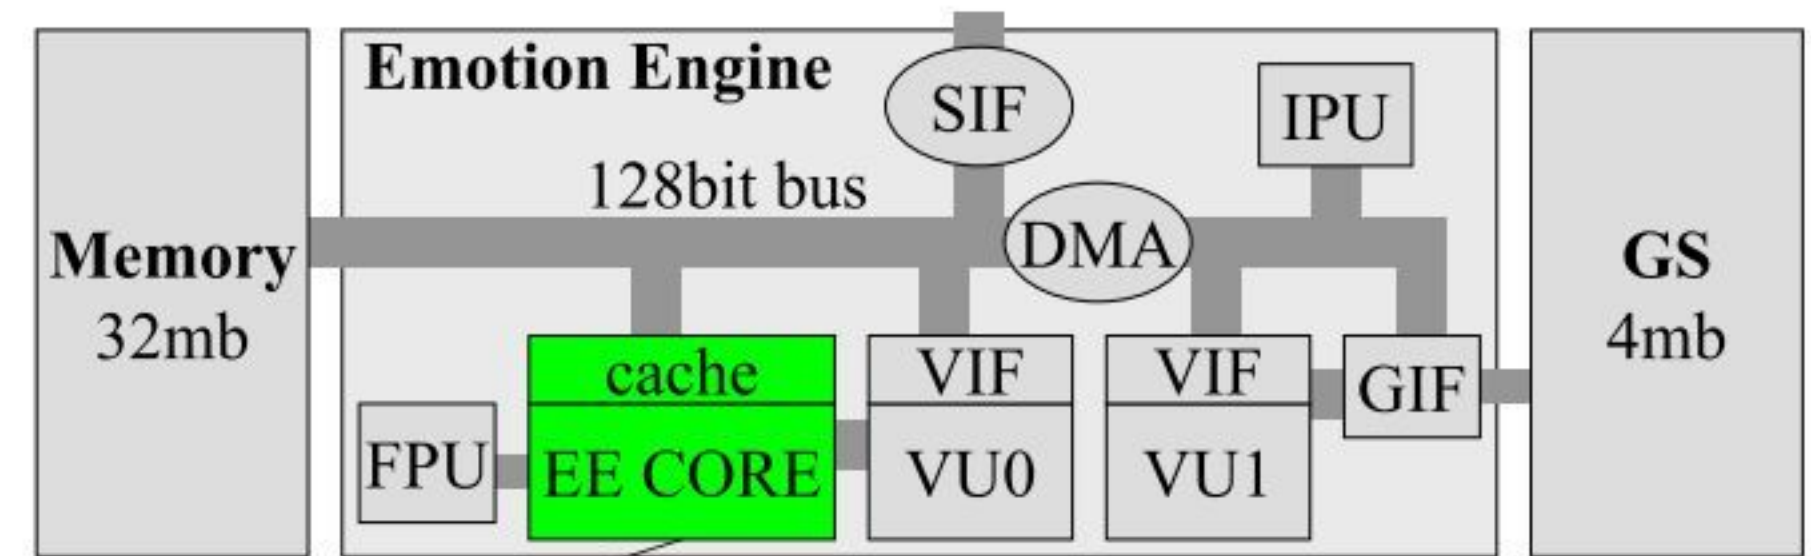 Emotion Engine
SIF
IPU
128bit bus
DMA
Memory
32mb
GS
4mb
cache
EE CORE
FPU
VIF
VU0
VIF
VU1
GIF